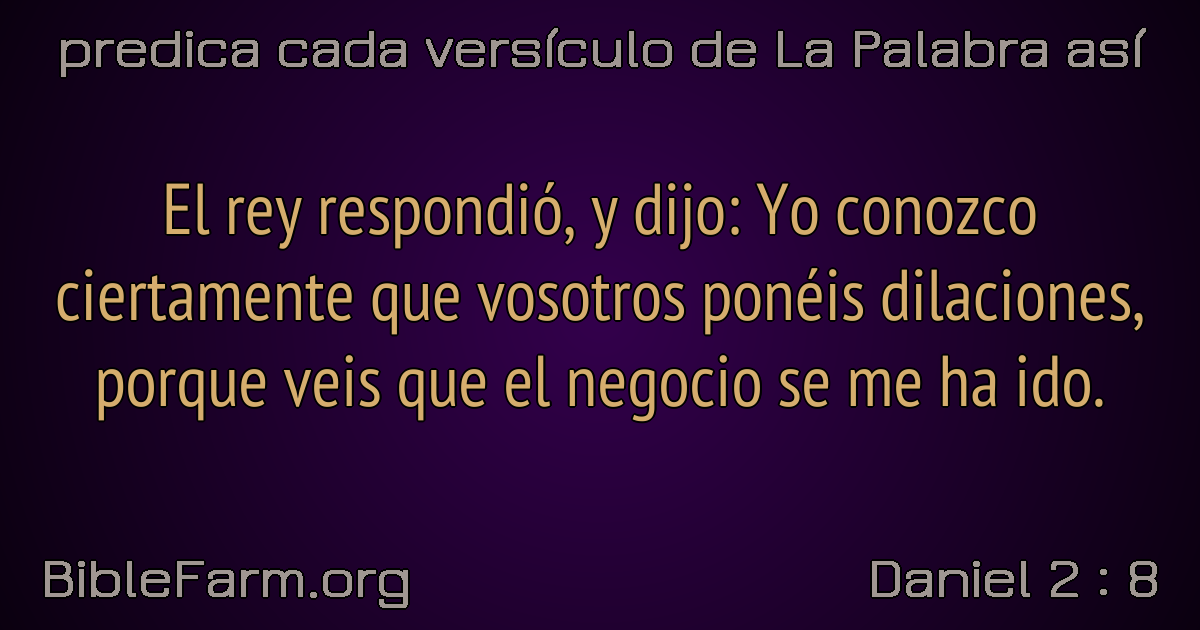 predica cada versículo de La Palabra así
El rey respondió, y dijo: Yo conozco
ciertamente que vosotros ponéis dilaciones,
porque veis que el negocio se me ha ido.
BibleFarm.org
Daniel 2 : 8